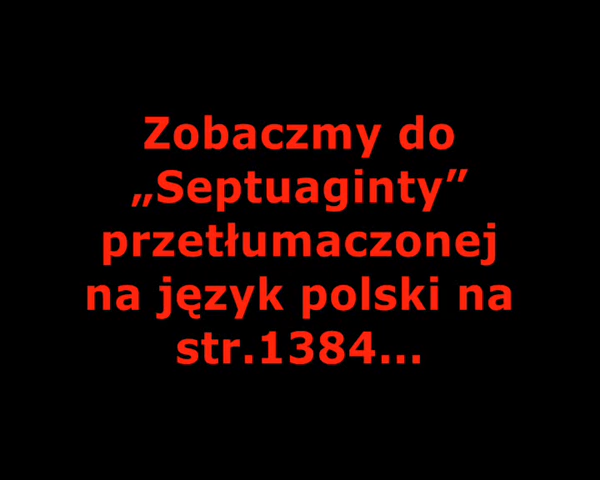 Zobaczmy do
„Septuaginty”
przetłumaczonej
na język polski na
str.1384...